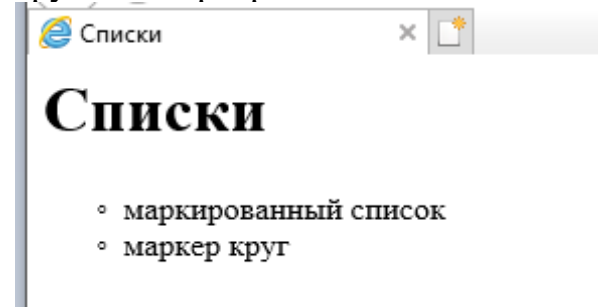 Списки
Списки
маркированный список
маркер круг